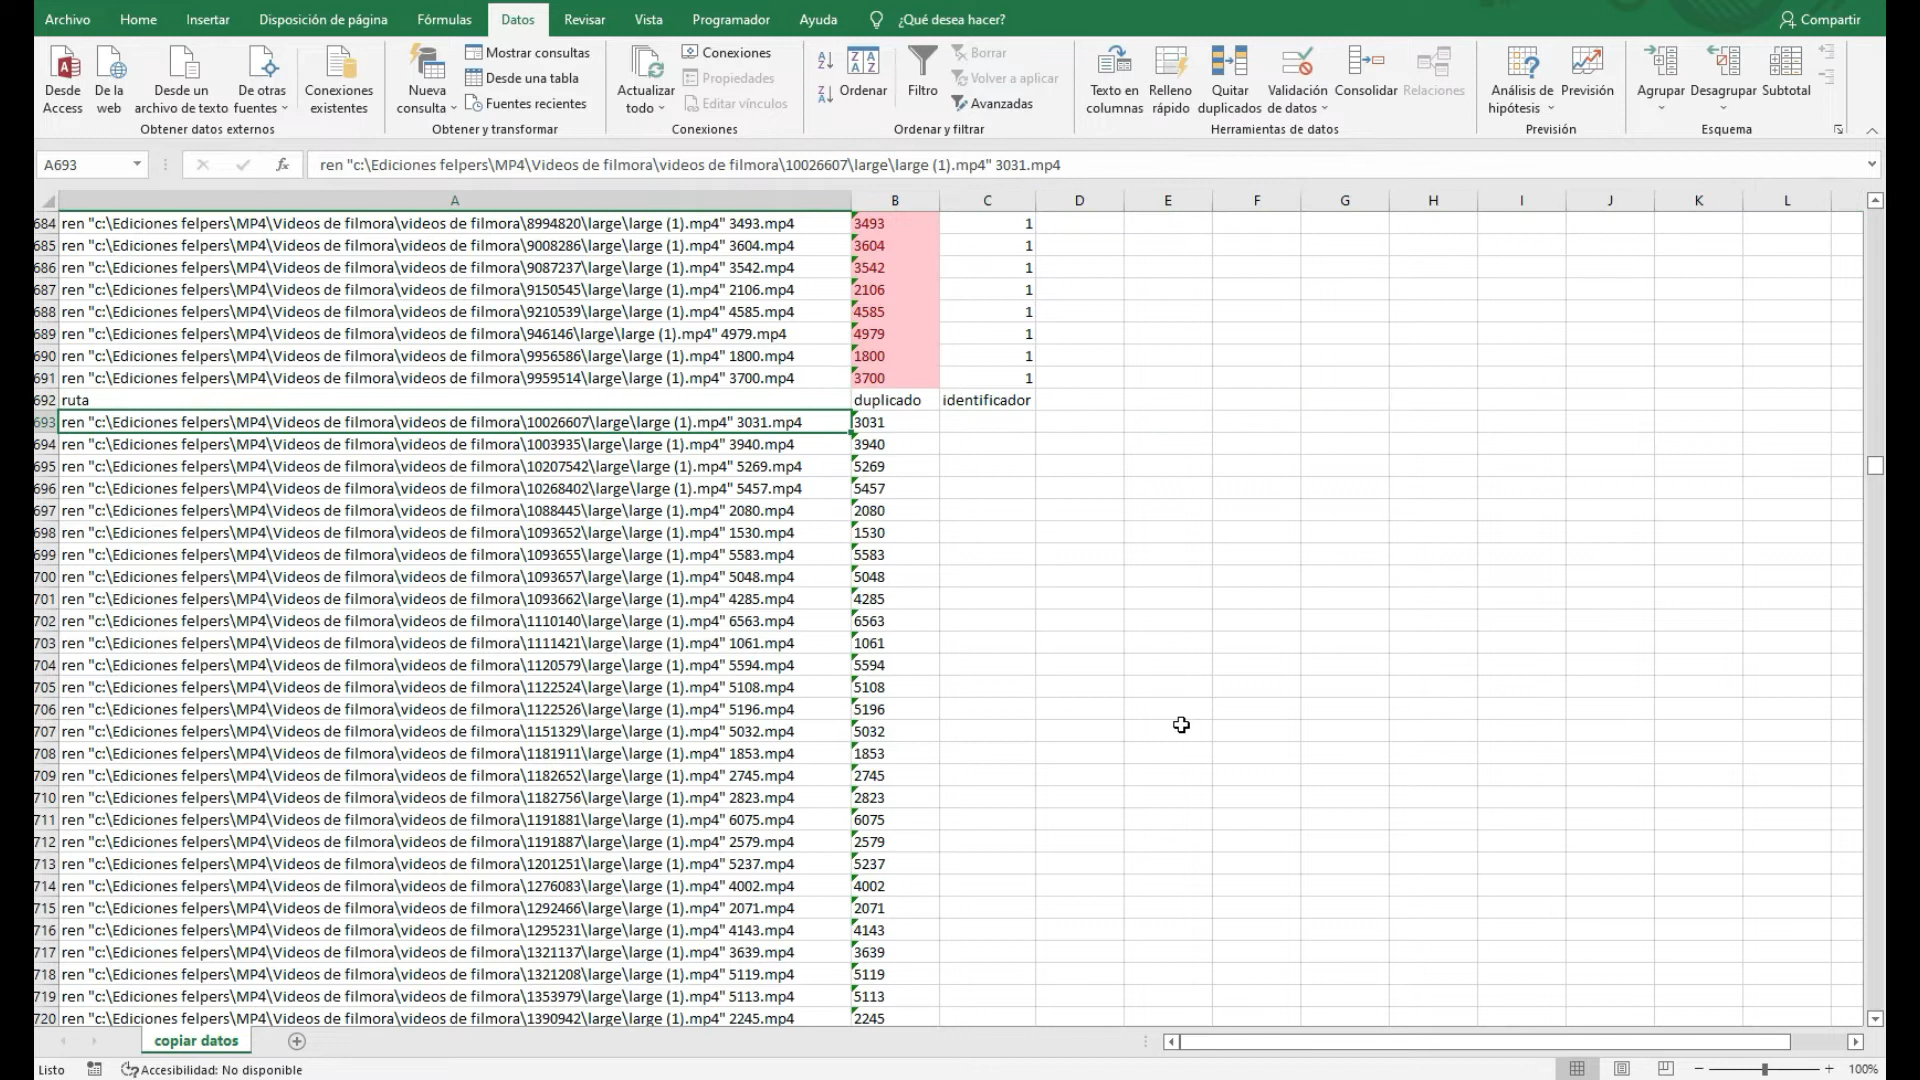 Archivo Home Insertar Disposición de página Fórmulas Datos Revisar Vista Programador Ayuda ¿Qué desea hacer? Compartir
Desde Access
De la web
Desde un archivo de texto
De otras fuentes
Conexiones existentes
Obtener datos externos
Nueva consulta
Mostrar consultas
Desde una tabla
Fuentes recientes
Obtener y transformar
Actualizar todo
Conexiones
Propiedades
Editar vínculos
Conexiones
Ordenar
Filtro
Borrar
Volver a aplicar
Avanzadas
Ordenar y filtrar
Texto en columnas
Relleno rápido
Quitar duplicados
Validación de datos
Consolidar
Relaciones
Herramientas de datos
Análisis de hipótesis
Previsión
Previsión
Agrupar
Desagrupar
Subtotal
Esquema
A693 fx ren "c:\Ediciones felpers\MP4\Videos de filmora\videos de filmora\10026607\large\large (1).mp4" 3031.mp4
A B C D E F G H I J K L
684 ren "c:\Ediciones felpers\MP4\Videos de filmora\videos de filmora\8994820\large\large (1).mp4" 3493.mp4 3493 1
685 ren "c:\Ediciones felpers\MP4\Videos de filmora\videos de filmora\9008286\large\large (1).mp4" 3604.mp4 3604 1
686 ren "c:\Ediciones felpers\MP4\Videos de filmora\videos de filmora\9087237\large\large (1).mp4" 3542.mp4 3542 1
687 ren "c:\Ediciones felpers\MP4\Videos de filmora\videos de filmora\9150545\large\large (1).mp4" 2106.mp4 2106 1
688 ren "c:\Ediciones felpers\MP4\Videos de filmora\videos de filmora\9210539\large\large (1).mp4" 4585.mp4 4585 1
689 ren "c:\Ediciones felpers\MP4\Videos de filmora\videos de filmora\946146\large\large (1).mp4" 4979.mp4 4979 1
690 ren "c:\Ediciones felpers\MP4\Videos de filmora\videos de filmora\9956586\large\large (1).mp4" 1800.mp4 1800 1
691 ren "c:\Ediciones felpers\MP4\Videos de filmora\videos de filmora\9959514\large\large (1).mp4" 3700.mp4 3700 1
692 ruta duplicado identificador
693 ren "c:\Ediciones felpers\MP4\Videos de filmora\videos de filmora\10026607\large\large (1).mp4" 3031.mp4 3031
694 ren "c:\Ediciones felpers\MP4\Videos de filmora\videos de filmora\1003935\large\large (1).mp4" 3940.mp4 3940
695 ren "c:\Ediciones felpers\MP4\Videos de filmora\videos de filmora\10207542\large\large (1).mp4" 5269.mp4 5269
696 ren "c:\Ediciones felpers\MP4\Videos de filmora\videos de filmora\10268402\large\large (1).mp4" 5457.mp4 5457
697 ren "c:\Ediciones felpers\MP4\Videos de filmora\videos de filmora\1088445\large\large (1).mp4" 2080.mp4 2080
698 ren "c:\Ediciones felpers\MP4\Videos de filmora\videos de filmora\1093652\large\large (1).mp4" 1530.mp4 1530
699 ren "c:\Ediciones felpers\MP4\Videos de filmora\videos de filmora\1093655\large\large (1).mp4" 5583.mp4 5583
700 ren "c:\Ediciones felpers\MP4\Videos de filmora\videos de filmora\1093657\large\large (1).mp4" 5048.mp4 5048
701 ren "c:\Ediciones felpers\MP4\Videos de filmora\videos de filmora\1093662\large\large (1).mp4" 4285.mp4 4285
702 ren "c:\Ediciones felpers\MP4\Videos de filmora\videos de filmora\1110140\large\large (1).mp4" 6563.mp4 6563
703 ren "c:\Ediciones felpers\MP4\Videos de filmora\videos de filmora\1111421\large\large (1).mp4" 1061.mp4 1061
704 ren "c:\Ediciones felpers\MP4\Videos de filmora\videos de filmora\1120579\large\large (1).mp4" 5594.mp4 5594
705 ren "c:\Ediciones felpers\MP4\Videos de filmora\videos de filmora\1122524\large\large (1).mp4" 5108.mp4 5108
706 ren "c:\Ediciones felpers\MP4\Videos de filmora\videos de filmora\1122526\large\large (1).mp4" 5196.mp4 5196
707 ren "c:\Ediciones felpers\MP4\Videos de filmora\videos de filmora\1151329\large\large (1).mp4" 5032.mp4 5032
708 ren "c:\Ediciones felpers\MP4\Videos de filmora\videos de filmora\1181911\large\large (1).mp4" 1853.mp4 1853
709 ren "c:\Ediciones felpers\MP4\Videos de filmora\videos de filmora\1182652\large\large (1).mp4" 2745.mp4 2745
710 ren "c:\Ediciones felpers\MP4\Videos de filmora\videos de filmora\1182756\large\large (1).mp4" 2823.mp4 2823
711 ren "c:\Ediciones felpers\MP4\Videos de filmora\videos de filmora\1191881\large\large (1).mp4" 6075.mp4 6075
712 ren "c:\Ediciones felpers\MP4\Videos de filmora\videos de filmora\1191887\large\large (1).mp4" 2579.mp4 2579
713 ren "c:\Ediciones felpers\MP4\Videos de filmora\videos de filmora\1201251\large\large (1).mp4" 5237.mp4 5237
714 ren "c:\Ediciones felpers\MP4\Videos de filmora\videos de filmora\1276083\large\large (1).mp4" 4002.mp4 4002
715 ren "c:\Ediciones felpers\MP4\Videos de filmora\videos de filmora\1292466\large\large (1).mp4" 2071.mp4 2071
716 ren "c:\Ediciones felpers\MP4\Videos de filmora\videos de filmora\1295231\large\large (1).mp4" 4143.mp4 4143
717 ren "c:\Ediciones felpers\MP4\Videos de filmora\videos de filmora\1321137\large\large (1).mp4" 3639.mp4 3639
718 ren "c:\Ediciones felpers\MP4\Videos de filmora\videos de filmora\1321208\large\large (1).mp4" 5119.mp4 5119
719 ren "c:\Ediciones felpers\MP4\Videos de filmora\videos de filmora\1353979\large\large (1).mp4" 5113.mp4 5113
720 ren "c:\Ediciones felpers\MP4\Videos de filmora\videos de filmora\1390942\large\large (1).mp4" 2245.mp4 2245
copiar datos
Listo Accesibilidad: No disponible 100%